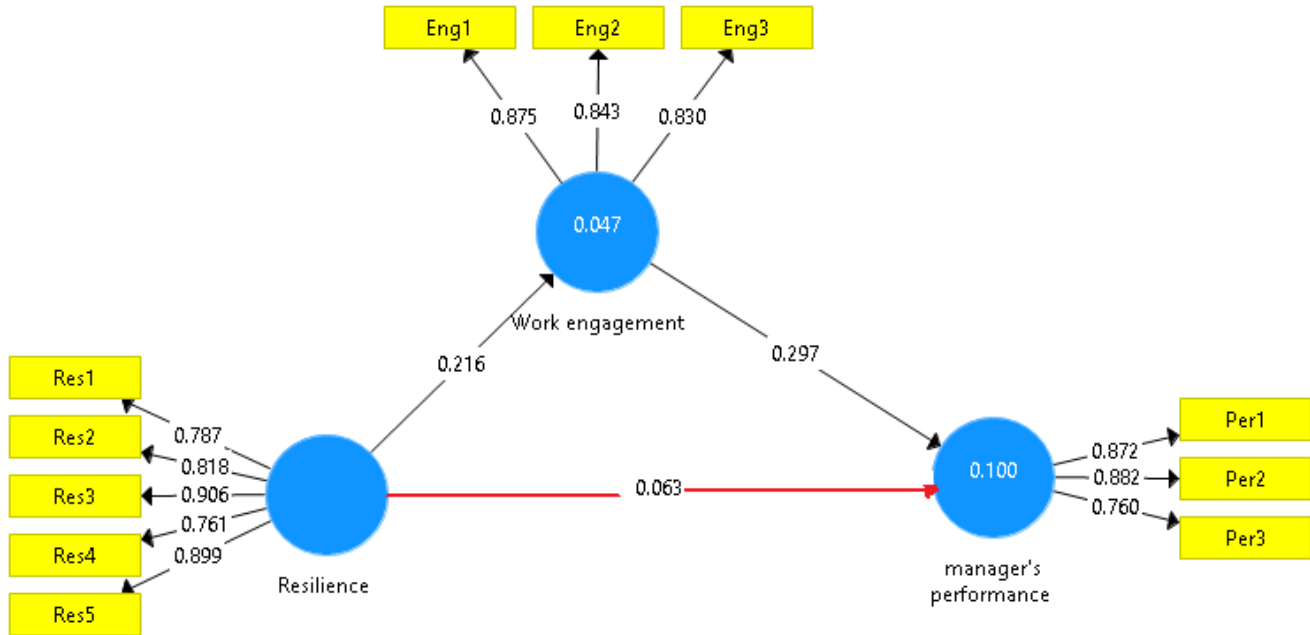 Eng1
Eng2
Eng3
0.875
0.843
0.830
0.047
Work engagement
0.216
0.297
Res1
Res2
Res3
Res4
Res5
0.787
0.818
0.906
0.761
0.899
Resilience
0.063
0.100
manager's
performance
0.872
0.882
0.760
Per1
Per2
Per3